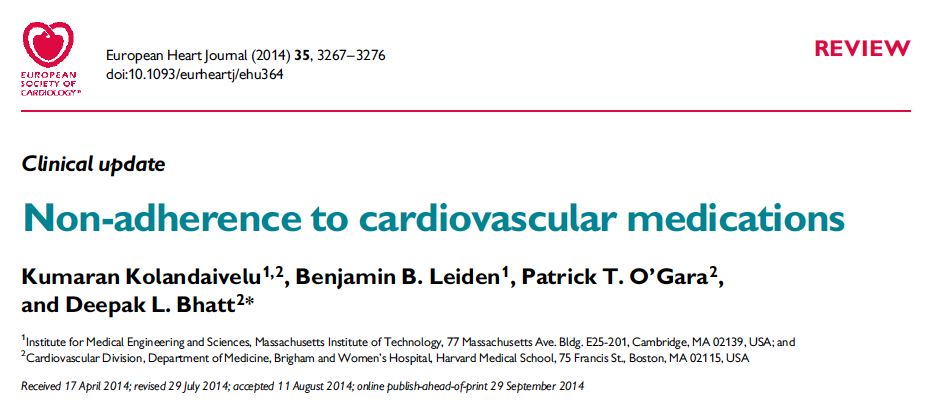 EUROPEAN
SOCIETY OF
CARDIOLOGY®
European Heart Journal (2014) 35, 3267–3276
doi:10.1093/eurheartj/ehu364
REVIEW
Clinical update
Non-adherence to cardiovascular medications
Kumaran Kolandaivelu1,2, Benjamin B. Leiden1, Patrick T. O’Gara2,
and Deepak L. Bhatt2*
1Institute for Medical Engineering and Sciences, Massachusetts Institute of Technology, 77 Massachusetts Ave. Bldg. E25-201, Cambridge, MA 02139, USA; and
2Cardiovascular Division, Department of Medicine, Brigham and Women’s Hospital, Harvard Medical School, 75 Francis St., Boston, MA 02115, USA
Received 17 April 2014; revised 29 July 2014; accepted 11 August 2014; online publish-ahead-of-print 29 September 2014